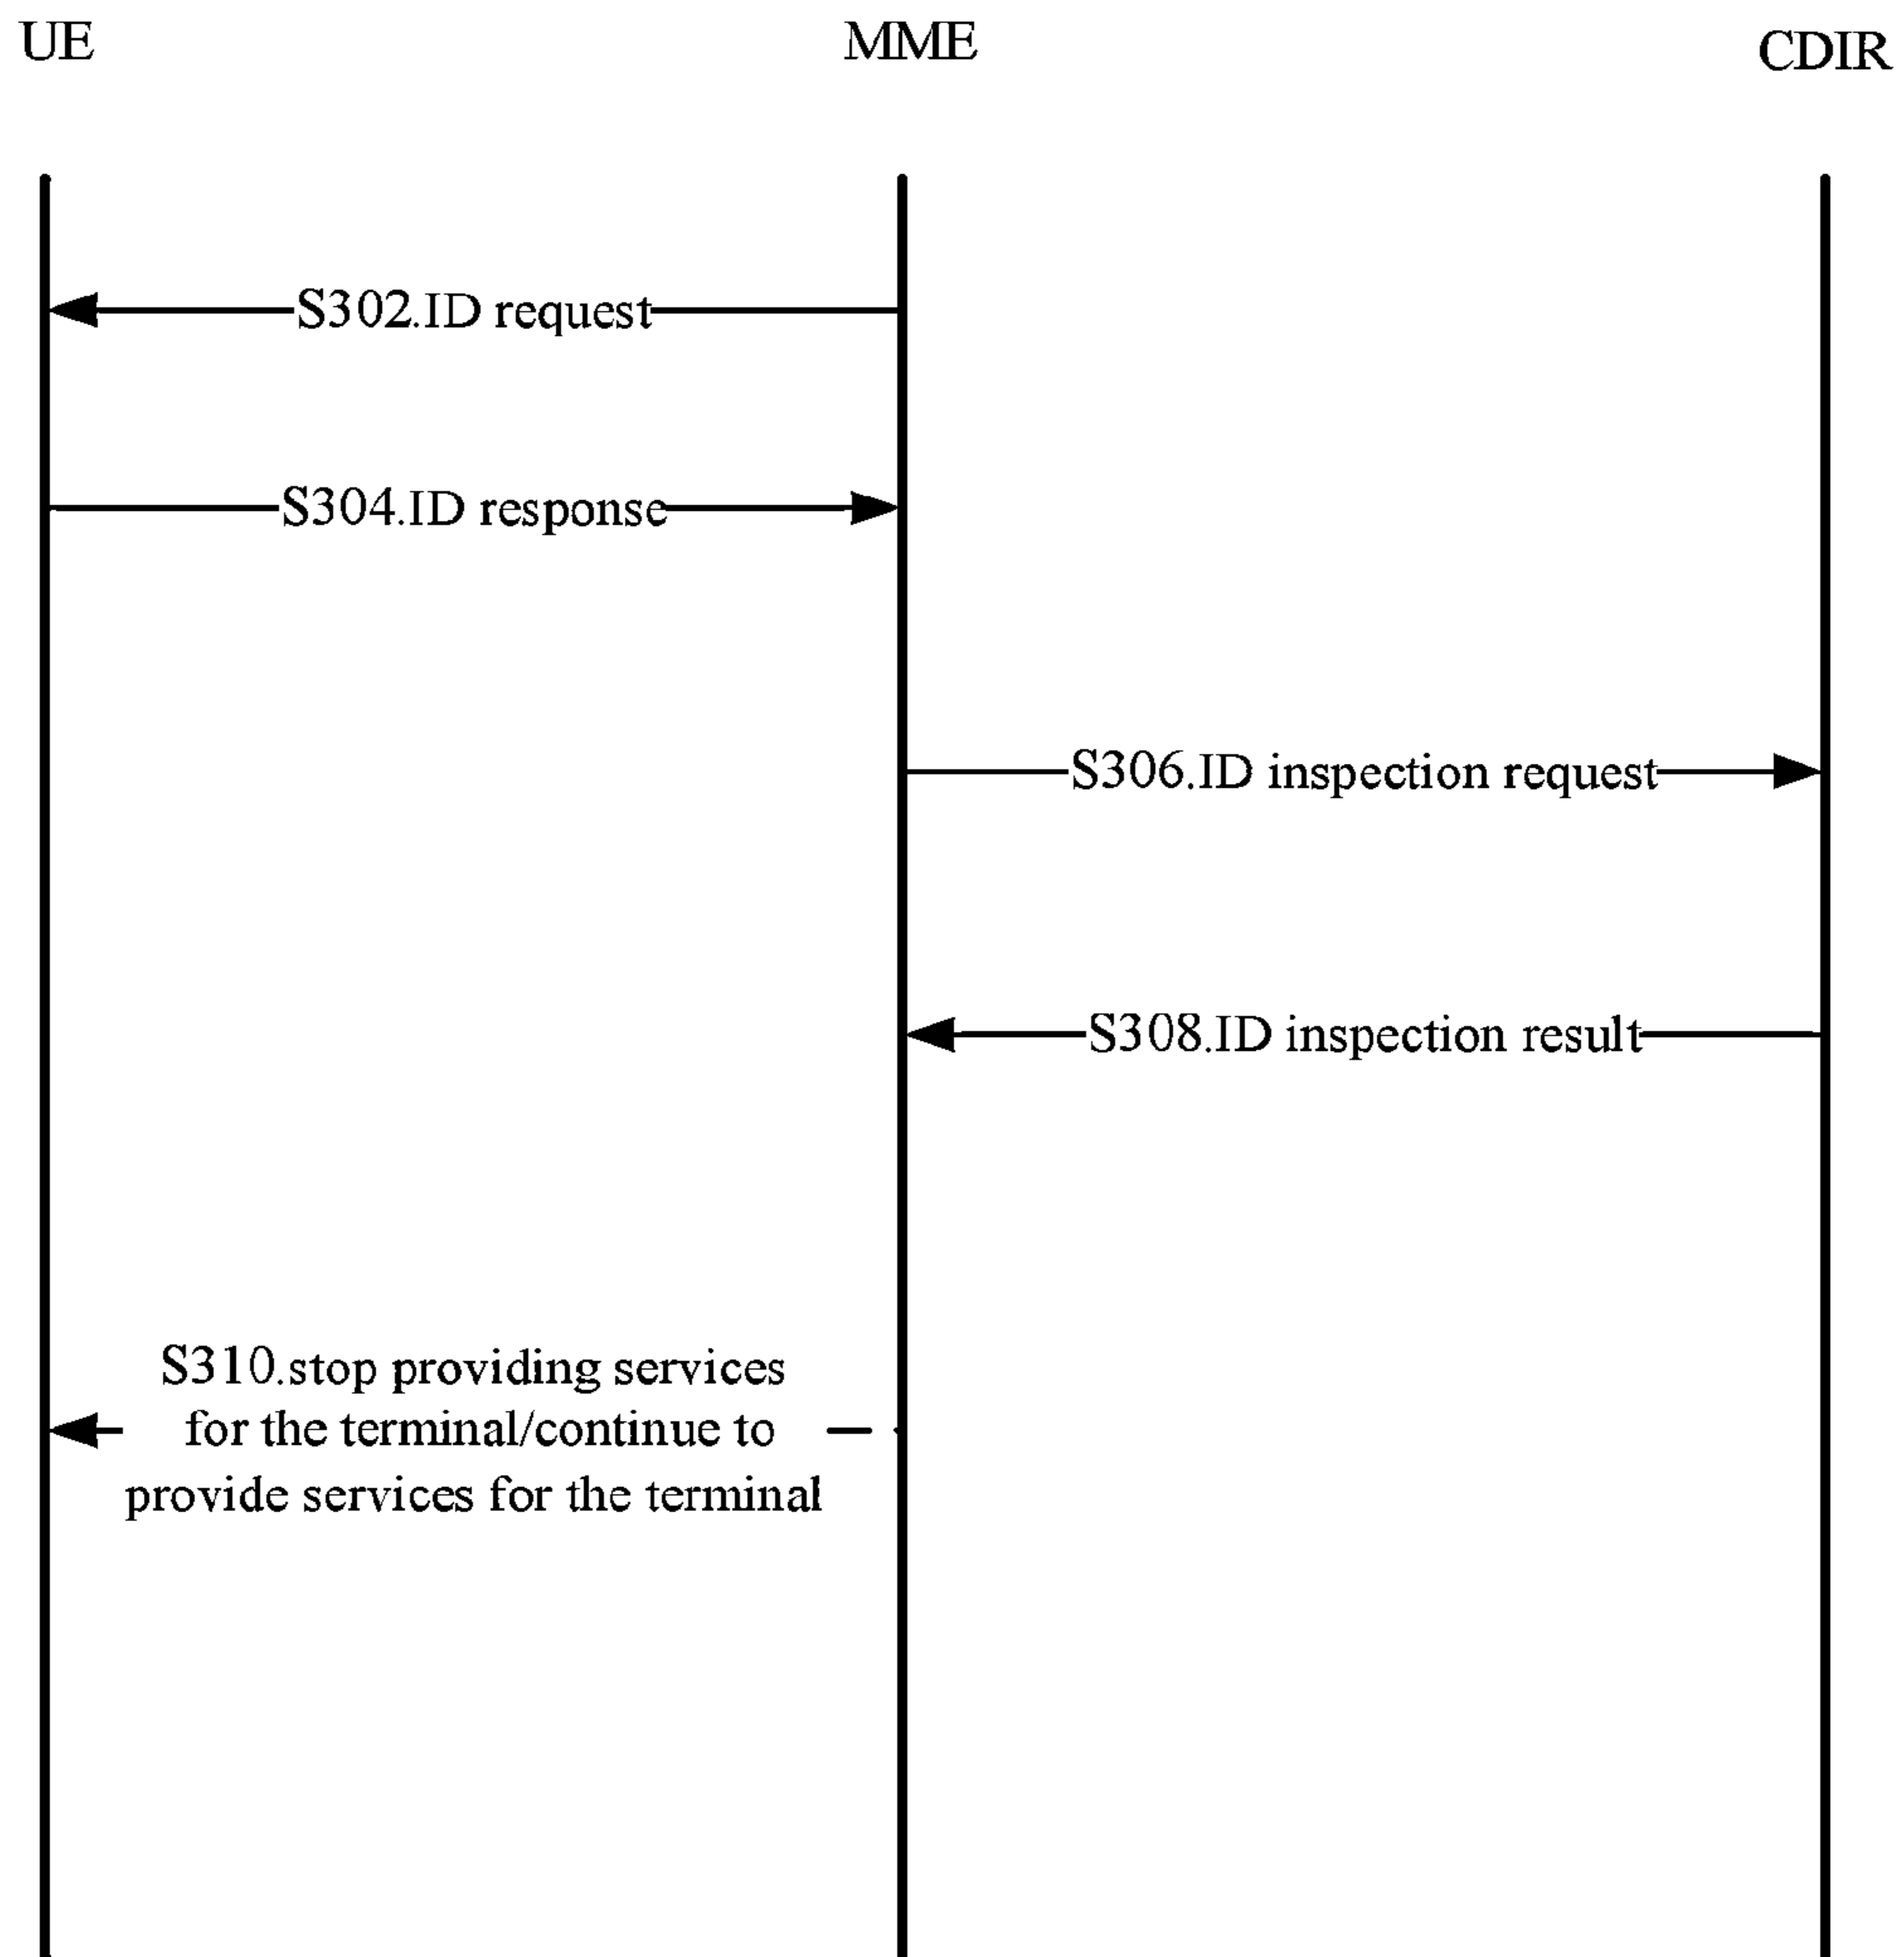 UE
MME
CDIR
S302.ID request
S304.ID response
S306.ID inspection request
S308.ID inspection result
S310.stop providing services
for the terminal/continue to
provide services for the terminal